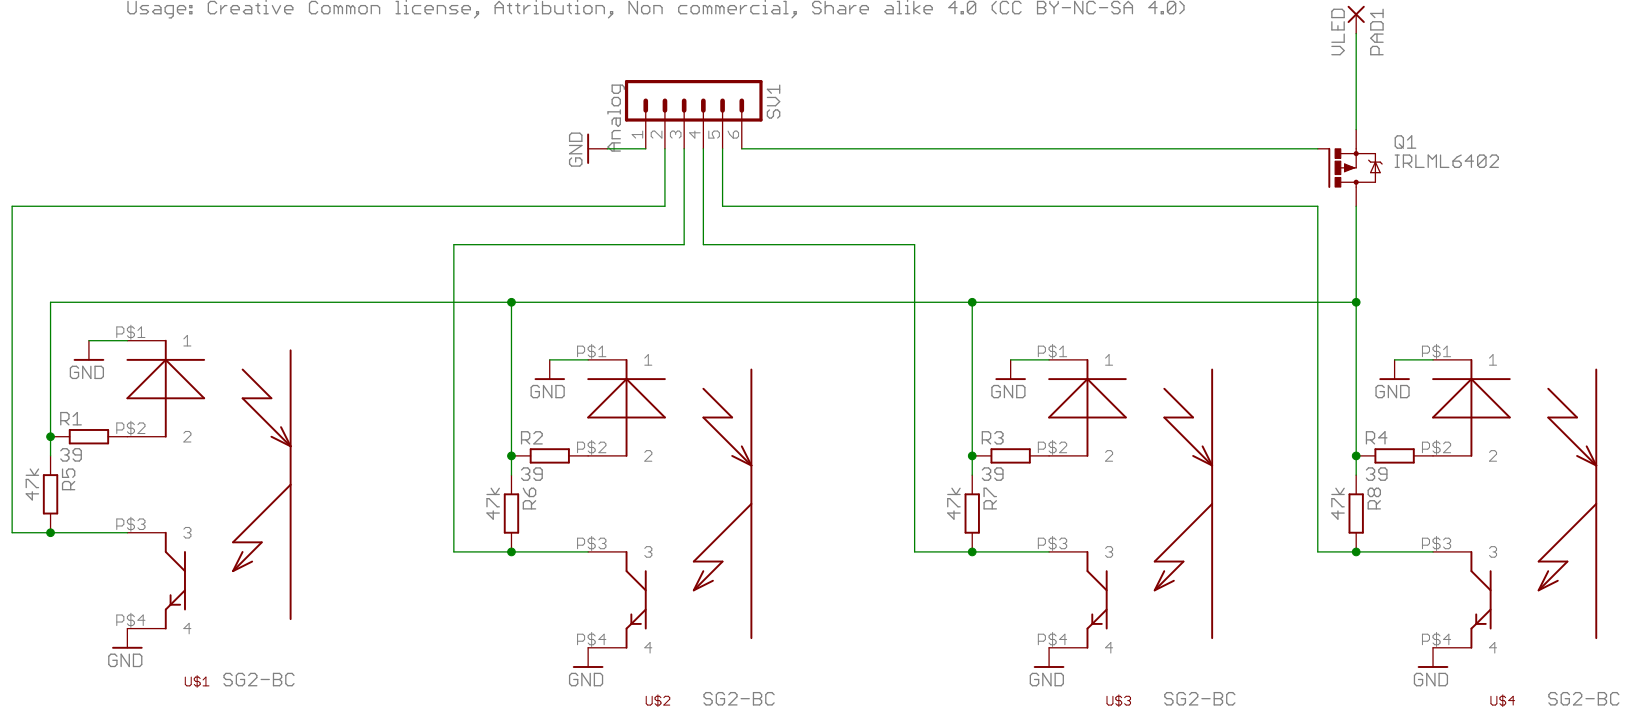 Usage: Creative Common license, Attribution, Non commercial, Share alike 4.0 (CC BY-NC-SA 4.0)
VLED
PAD1
Analog
SV1
1
2
3
4
5
6
GND
Q1
IRLML6402
P$1
1
GND
R1
P$2
2
39
47k
R5
P$3
3
P$4
4
GND
U$1
SG2-BC
P$1
1
GND
R2
P$2
2
39
47k
R6
P$3
3
P$4
4
GND
U$2
SG2-BC
P$1
1
GND
R3
P$2
2
39
47k
R7
P$3
3
P$4
4
GND
U$3
SG2-BC
P$1
1
GND
R4
P$2
2
39
47k
R8
P$3
3
P$4
4
GND
U$4
SG2-BC